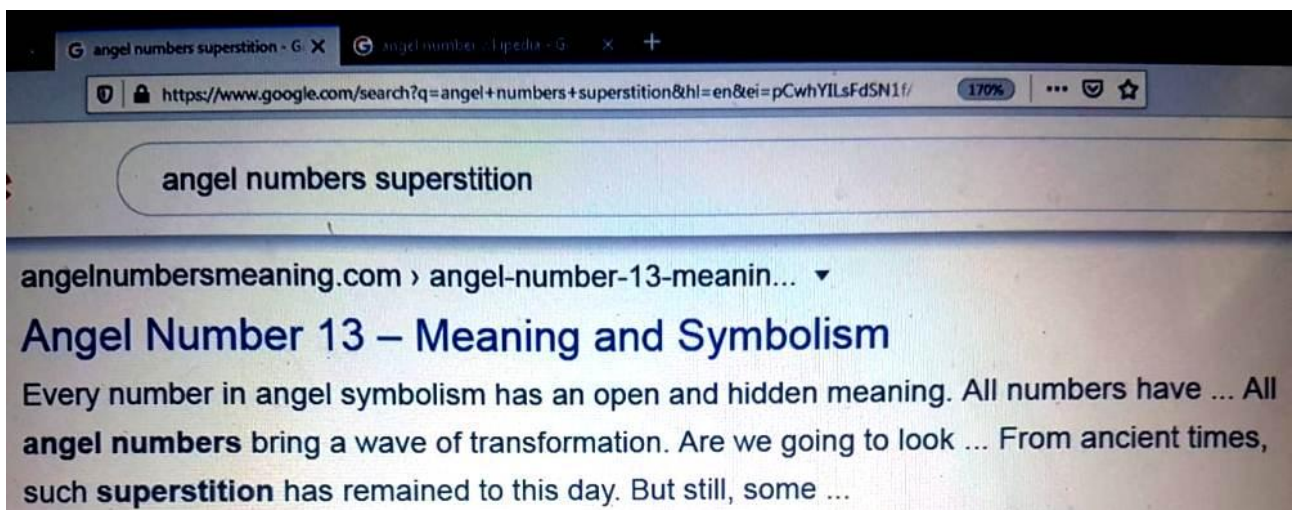 G angel numbers superstition - G
G angel number - G
https://www.google.com/search?q=angel+numbers+superstition&hl=en&ei=pCwhYILsFdSN1f/
170%
angel numbers superstition
angelnumbersmeaning.com › angel-number-13-meanin...
Angel Number 13 – Meaning and Symbolism
Every number in angel symbolism has an open and hidden meaning. All numbers have ... All
angel numbers bring a wave of transformation. Are we going to look ... From ancient times,
such superstition has remained to this day. But still, some ...